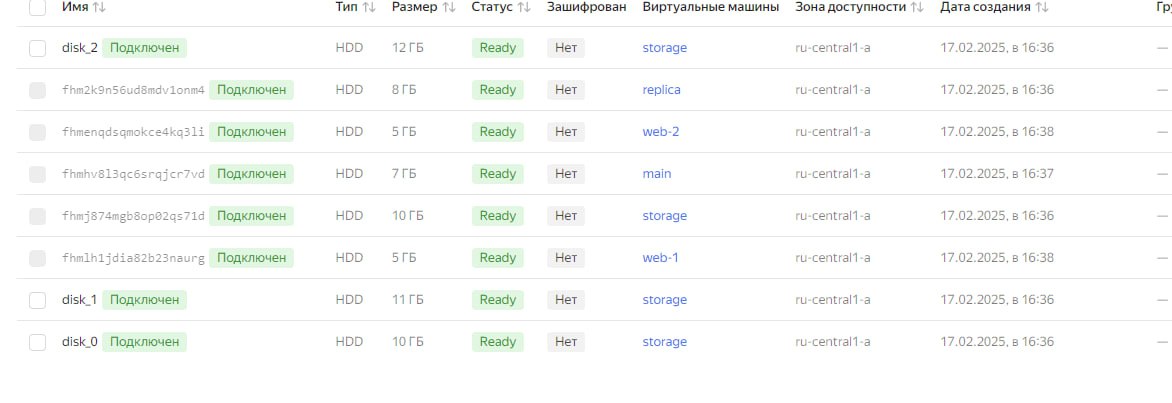 Имя Тип Размер Статус Зашифрован Виртуальные машины Зона доступности Дата создания Гру
disk_2 Подключен HDD 12 ГБ Ready Нет storage ru-central1-a 17.02.2025, в 16:36 —
fhm2k9n56ud8mdv1onm4 Подключен HDD 8 ГБ Ready Нет replica ru-central1-a 17.02.2025, в 16:36 —
fhmenqdsqmokce4kq3li Подключен HDD 5 ГБ Ready Нет web-2 ru-central1-a 17.02.2025, в 16:38 —
fhmhv8l3qc6srqjcr7vd Подключен HDD 7 ГБ Ready Нет main ru-central1-a 17.02.2025, в 16:37 —
fhmj874mgb8op02qs71d Подключен HDD 10 ГБ Ready Нет storage ru-central1-a 17.02.2025, в 16:36 —
fhmlh1jdia82b23naurg Подключен HDD 5 ГБ Ready Нет web-1 ru-central1-a 17.02.2025, в 16:38 —
disk_1 Подключен HDD 11 ГБ Ready Нет storage ru-central1-a 17.02.2025, в 16:36 —
disk_0 Подключен HDD 10 ГБ Ready Нет storage ru-central1-a 17.02.2025, в 16:36 —